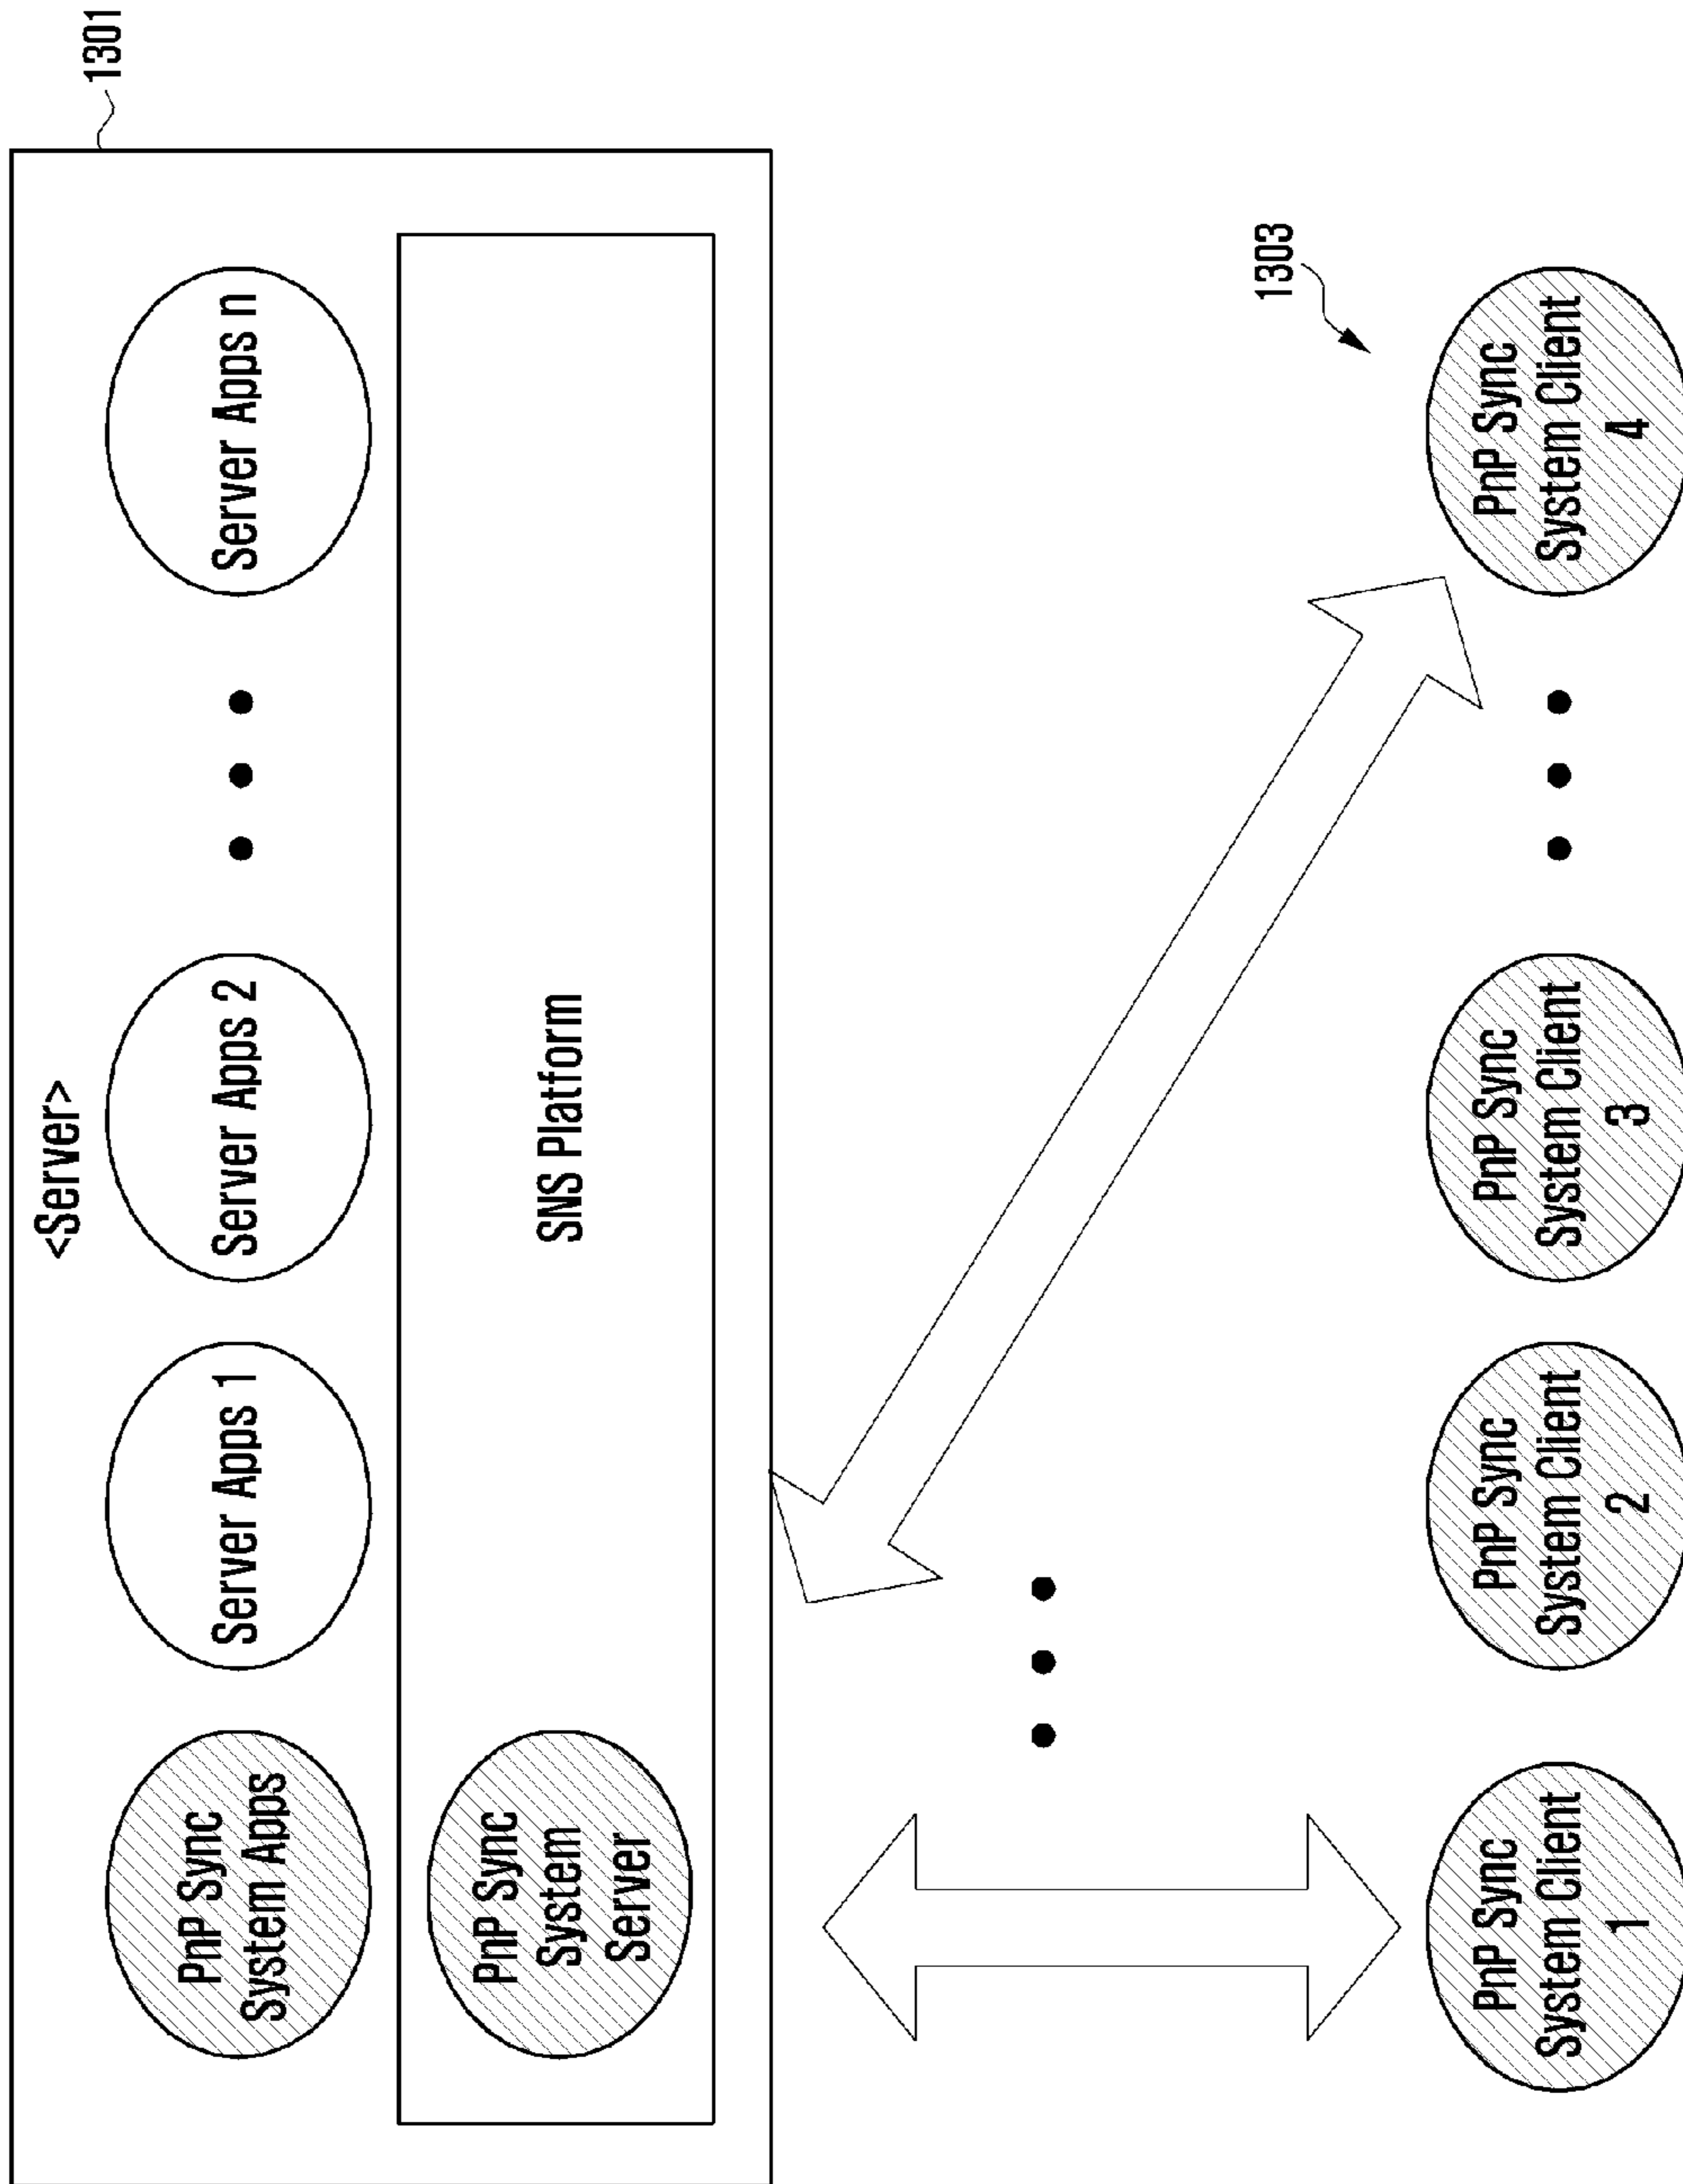 1301
<Server>
PnP Sync
System Apps
Server Apps 1
Server Apps 2
Server Apps n
PnP Sync
System
Server
SNS Platform
1303
PnP Sync
System Client
1
PnP Sync
System Client
2
PnP Sync
System Client
3
PnP Sync
System Client
4